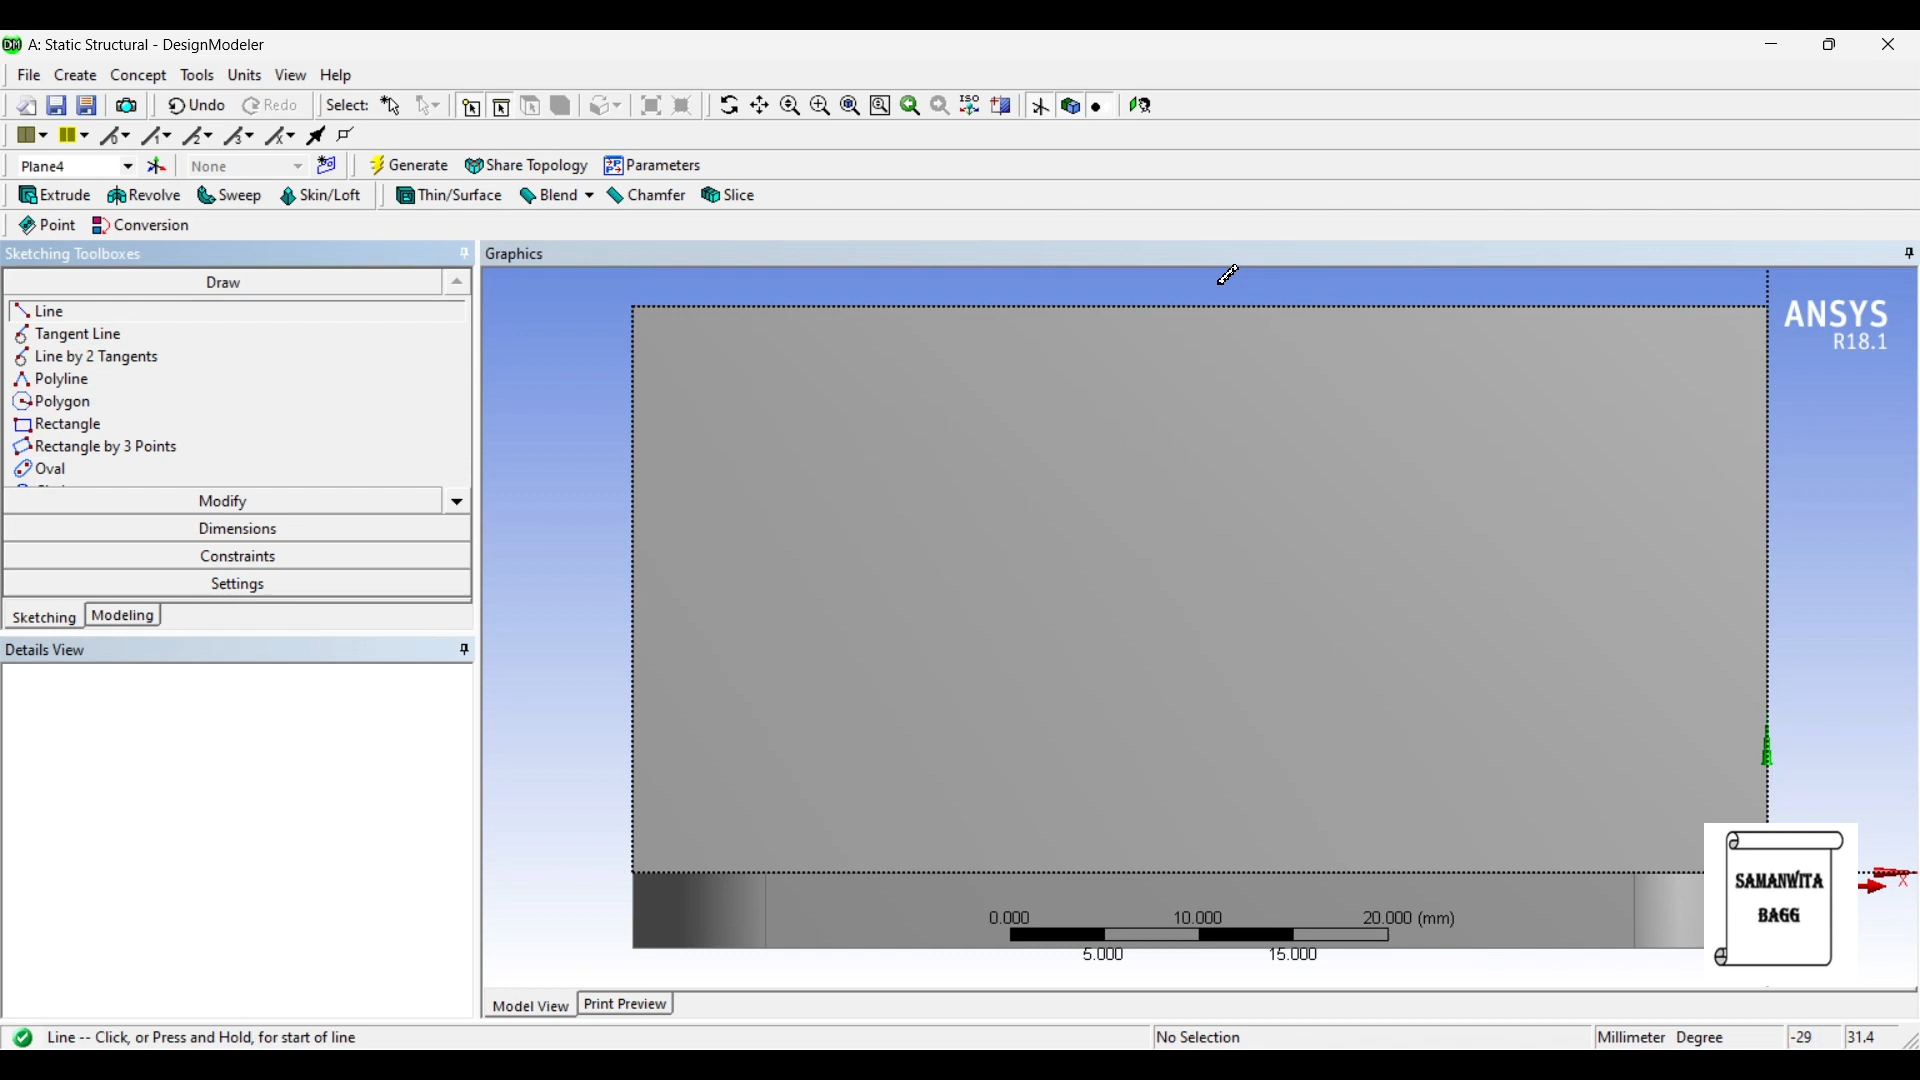 A: Static Structural - DesignModeler
File Create Concept Tools Units View Help
Undo Redo Select: ISO
0 1 2 3 x
Plane4 None Generate Share Topology Parameters
Extrude Revolve Sweep Skin/Loft Thin/Surface Blend Chamfer Slice
Point Conversion
Sketching Toolboxes
Draw
Line
Tangent Line
Line by 2 Tangents
Polyline
Polygon
Rectangle
Rectangle by 3 Points
Oval
Modify
Dimensions
Constraints
Settings
Sketching Modeling
Details View
Graphics
ANSYS
R18.1
X
0.000 10.000 20.000 (mm)
5.000 15.000
SAMANWITA
BAGG
Model View Print Preview
Line -- Click, or Press and Hold, for start of line
No Selection
Millimeter Degree -29 31.4